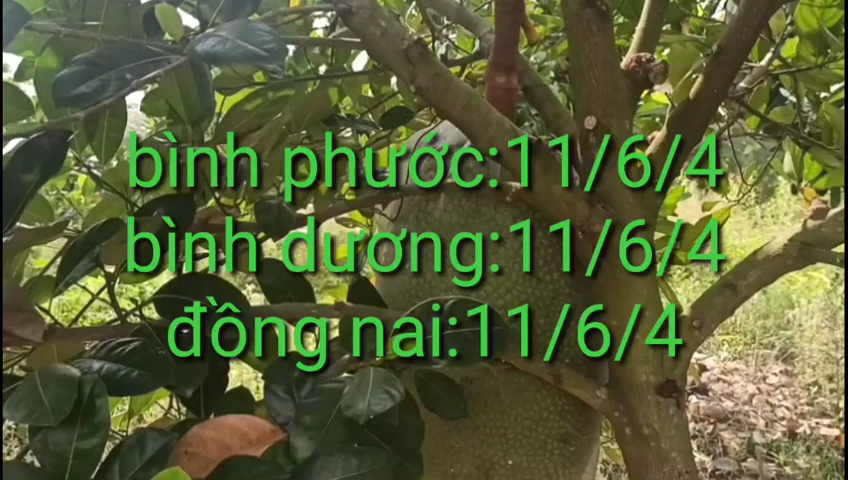 bình phước:11/6/4
bình dương:11/6/4
đồng nai:11/6/4